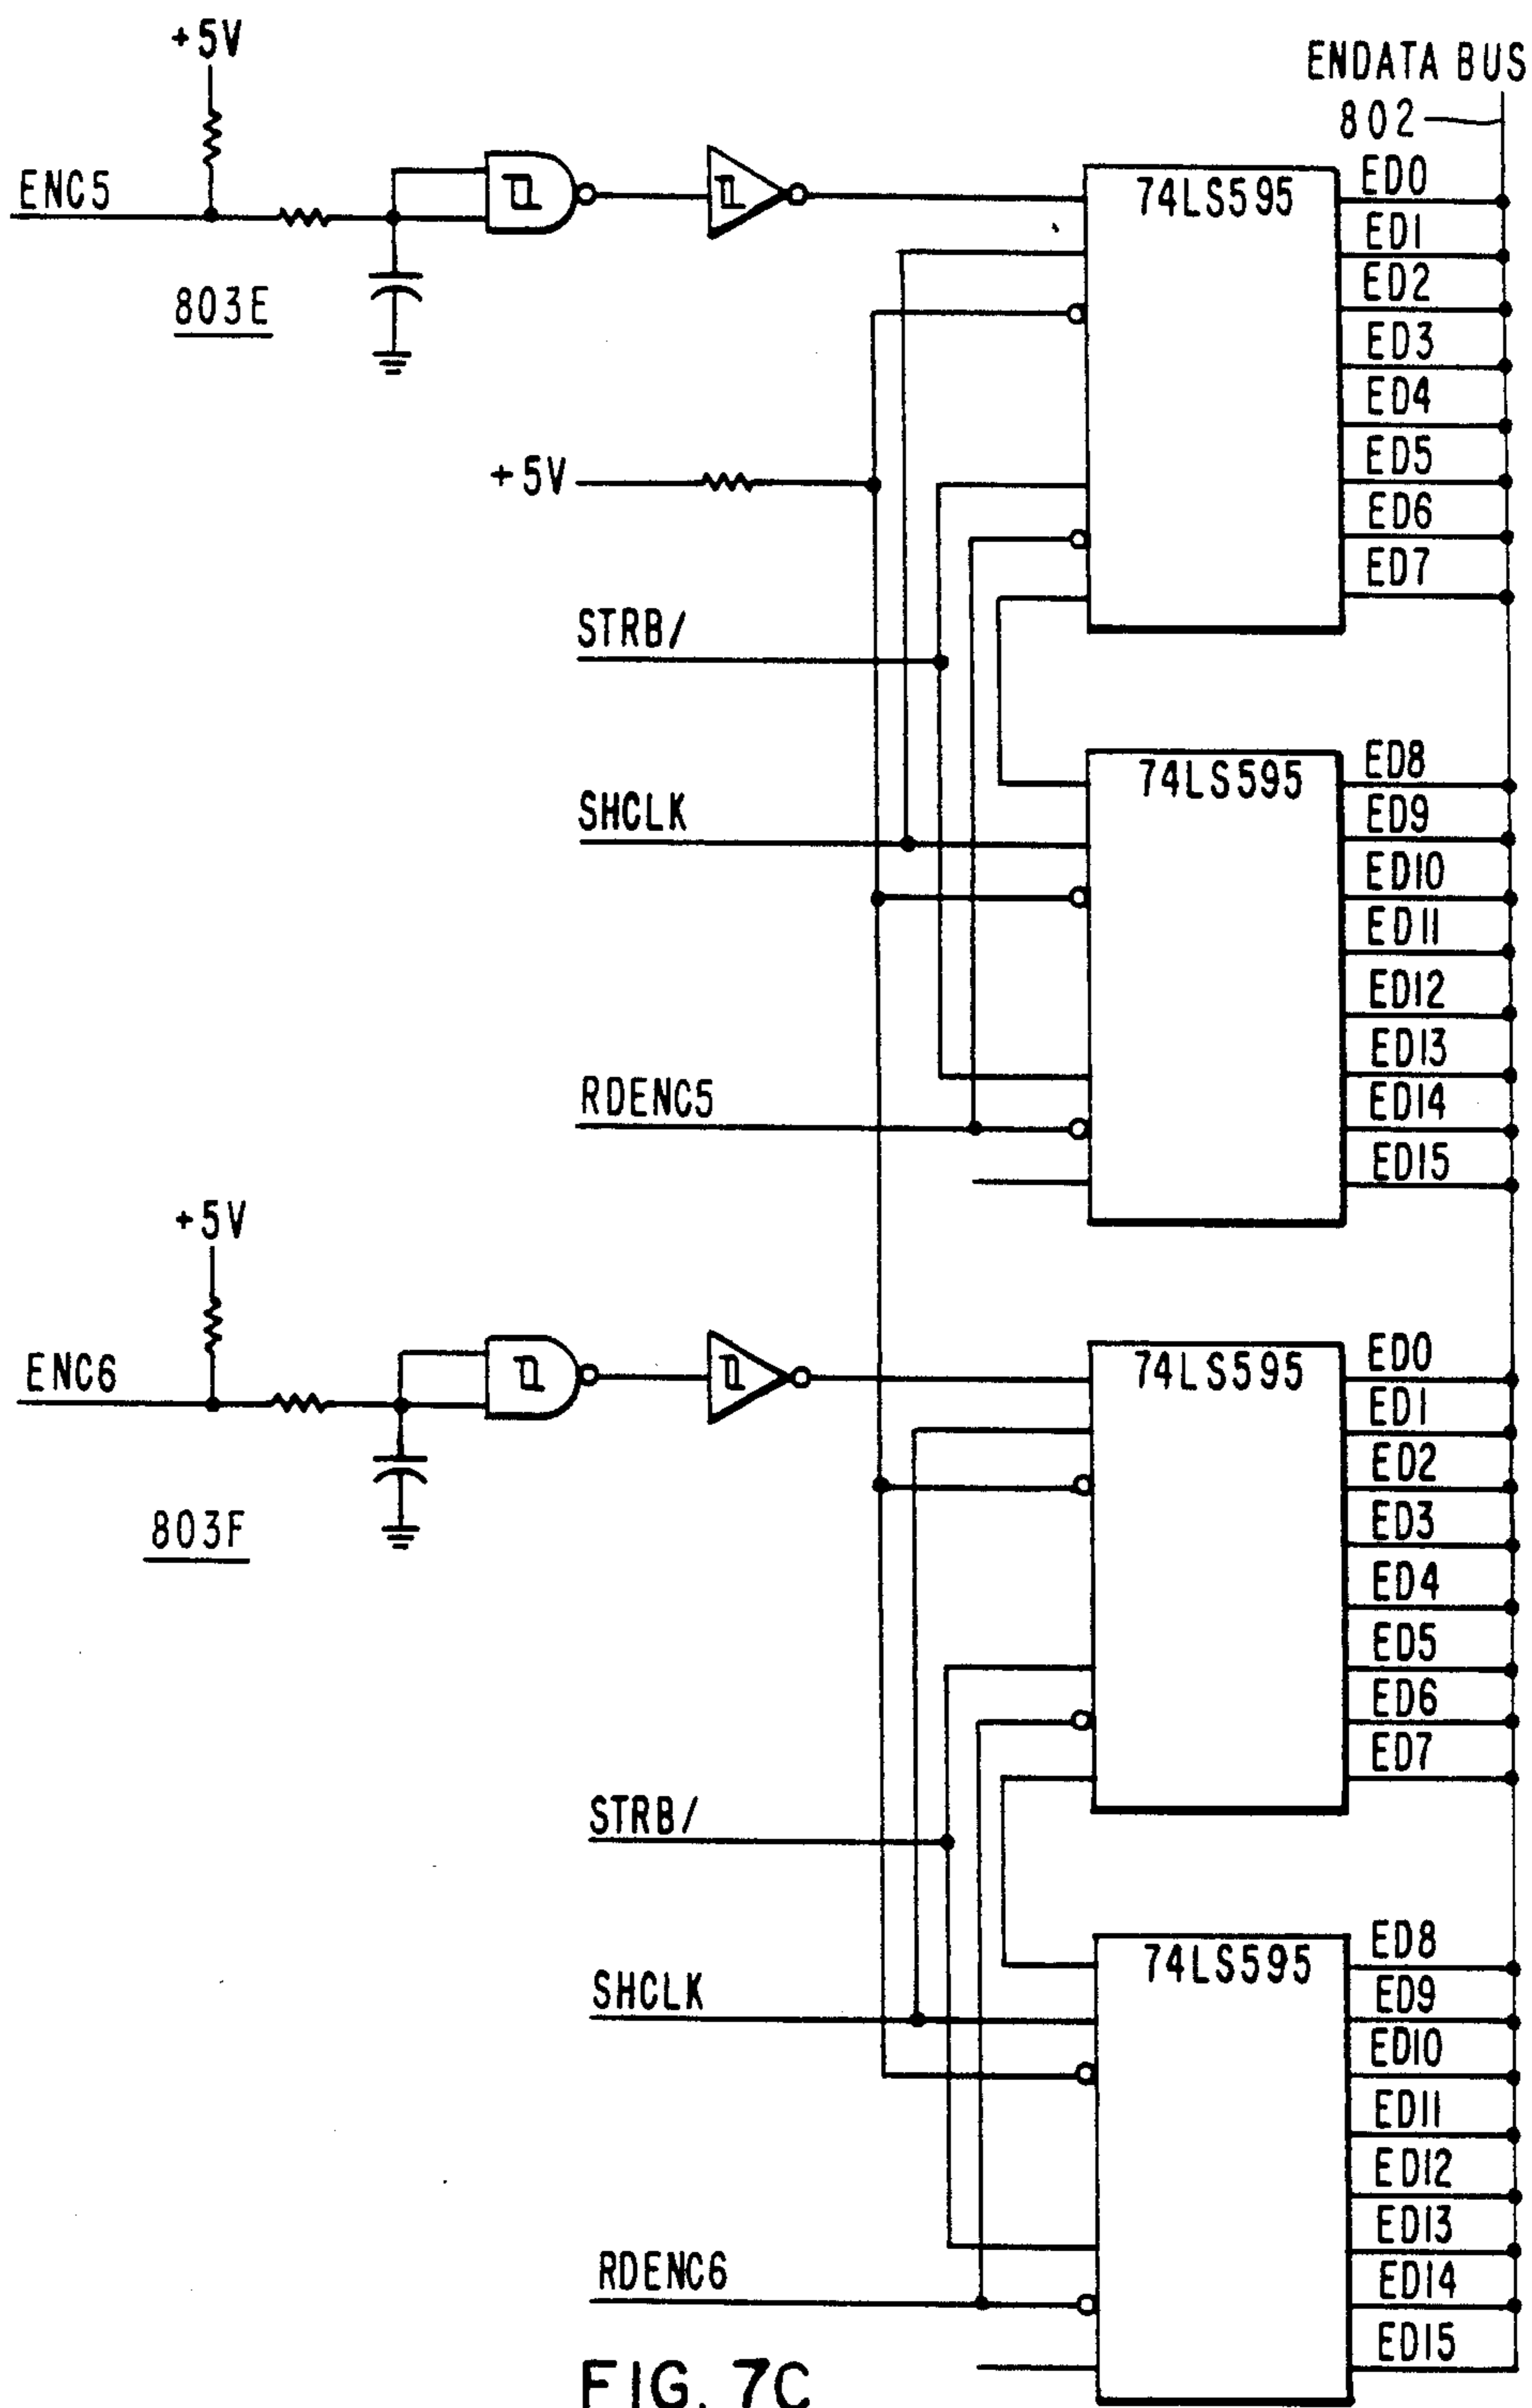 +5V
ENDATA BUS
802
ENC5
74LS595
ED0
ED1
ED2
ED3
ED4
ED5
ED6
ED7
803E
+5V
STRB/
74LS595
ED8
ED9
ED10
ED11
ED12
ED13
ED14
ED15
SHCLK
RDENC5
+5V
ENC6
74LS595
ED0
ED1
ED2
ED3
ED4
ED5
ED6
ED7
803F
STRB/
74LS595
ED8
ED9
ED10
ED11
ED12
ED13
ED14
ED15
SHCLK
RDENC6
FIG. 7C